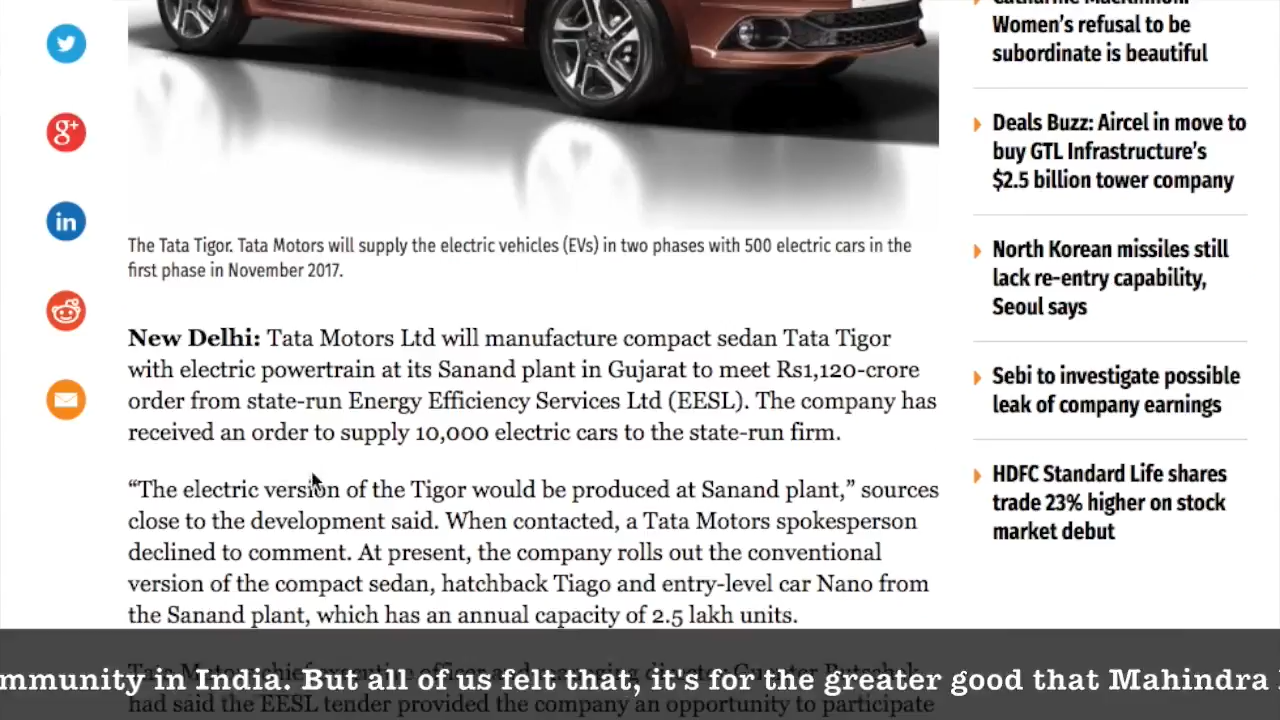 The Tata Tigor. Tata Motors will supply the electric vehicles (EVs) in two phases with 500 electric cars in the
first phase in November 2017.
New Delhi: Tata Motors Ltd will manufacture compact sedan Tata Tigor
with electric powertrain at its Sanand plant in Gujarat to meet Rs1,120-crore
order from state-run Energy Efficiency Services Ltd (EESL). The company has
received an order to supply 10,000 electric cars to the state-run firm.
“The electric version of the Tigor would be produced at Sanand plant,” sources
close to the development said. When contacted, a Tata Motors spokesperson
declined to comment. At present, the company rolls out the conventional
version of the compact sedan, hatchback Tiago and entry-level car Nano from
the Sanand plant, which has an annual capacity of 2.5 lakh units.
had said the EESL tender provided the company an opportunity to participate
Women’s refusal to be
subordinate is beautiful
Deals Buzz: Aircel in move to
buy GTL Infrastructure’s
$2.5 billion tower company
North Korean missiles still
lack re-entry capability,
Seoul says
Sebi to investigate possible
leak of company earnings
HDFC Standard Life shares
trade 23% higher on stock
market debut
mmunity in India. But all of us felt that, it's for the greater good that Mahindra